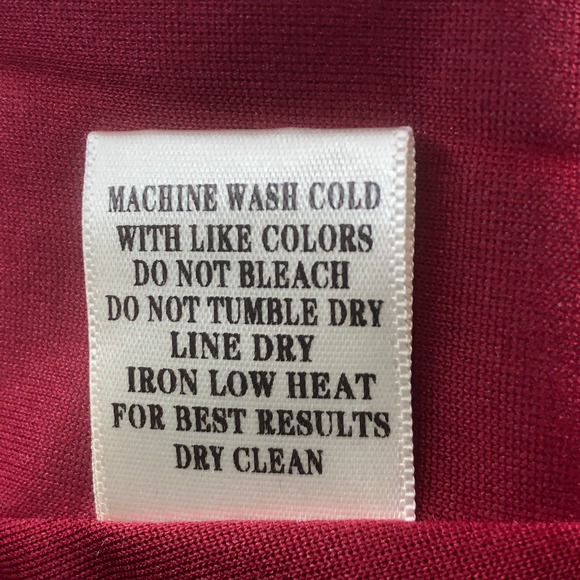 MACHINE WASH COLD
WITH LIKE COLORS
DO NOT BLEACH
DO NOT TUMBLE DRY
LINE DRY
IRON LOW HEAT
FOR BEST RESULTS
DRY CLEAN